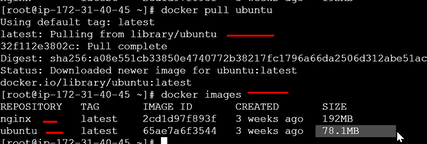 [root@ip-172-31-40-45 ~]# docker pull ubuntu
Using default tag: latest
latest: Pulling from library/ubuntu
32f112e3802c: Pull complete
Digest: sha256:a08e551cb33850e4740772b38217fc1796a66da2506d312abe51ac
Status: Downloaded newer image for ubuntu:latest
docker.io/library/ubuntu:latest
[root@ip-172-31-40-45 ~]# docker images
REPOSITORY TAG IMAGE ID CREATED SIZE
nginx latest 2cd1d97f893f 3 weeks ago 192MB
ubuntu latest 65ae7a6f3544 3 weeks ago 78.1MB
[root@ip-172-31-40-45 ~]#